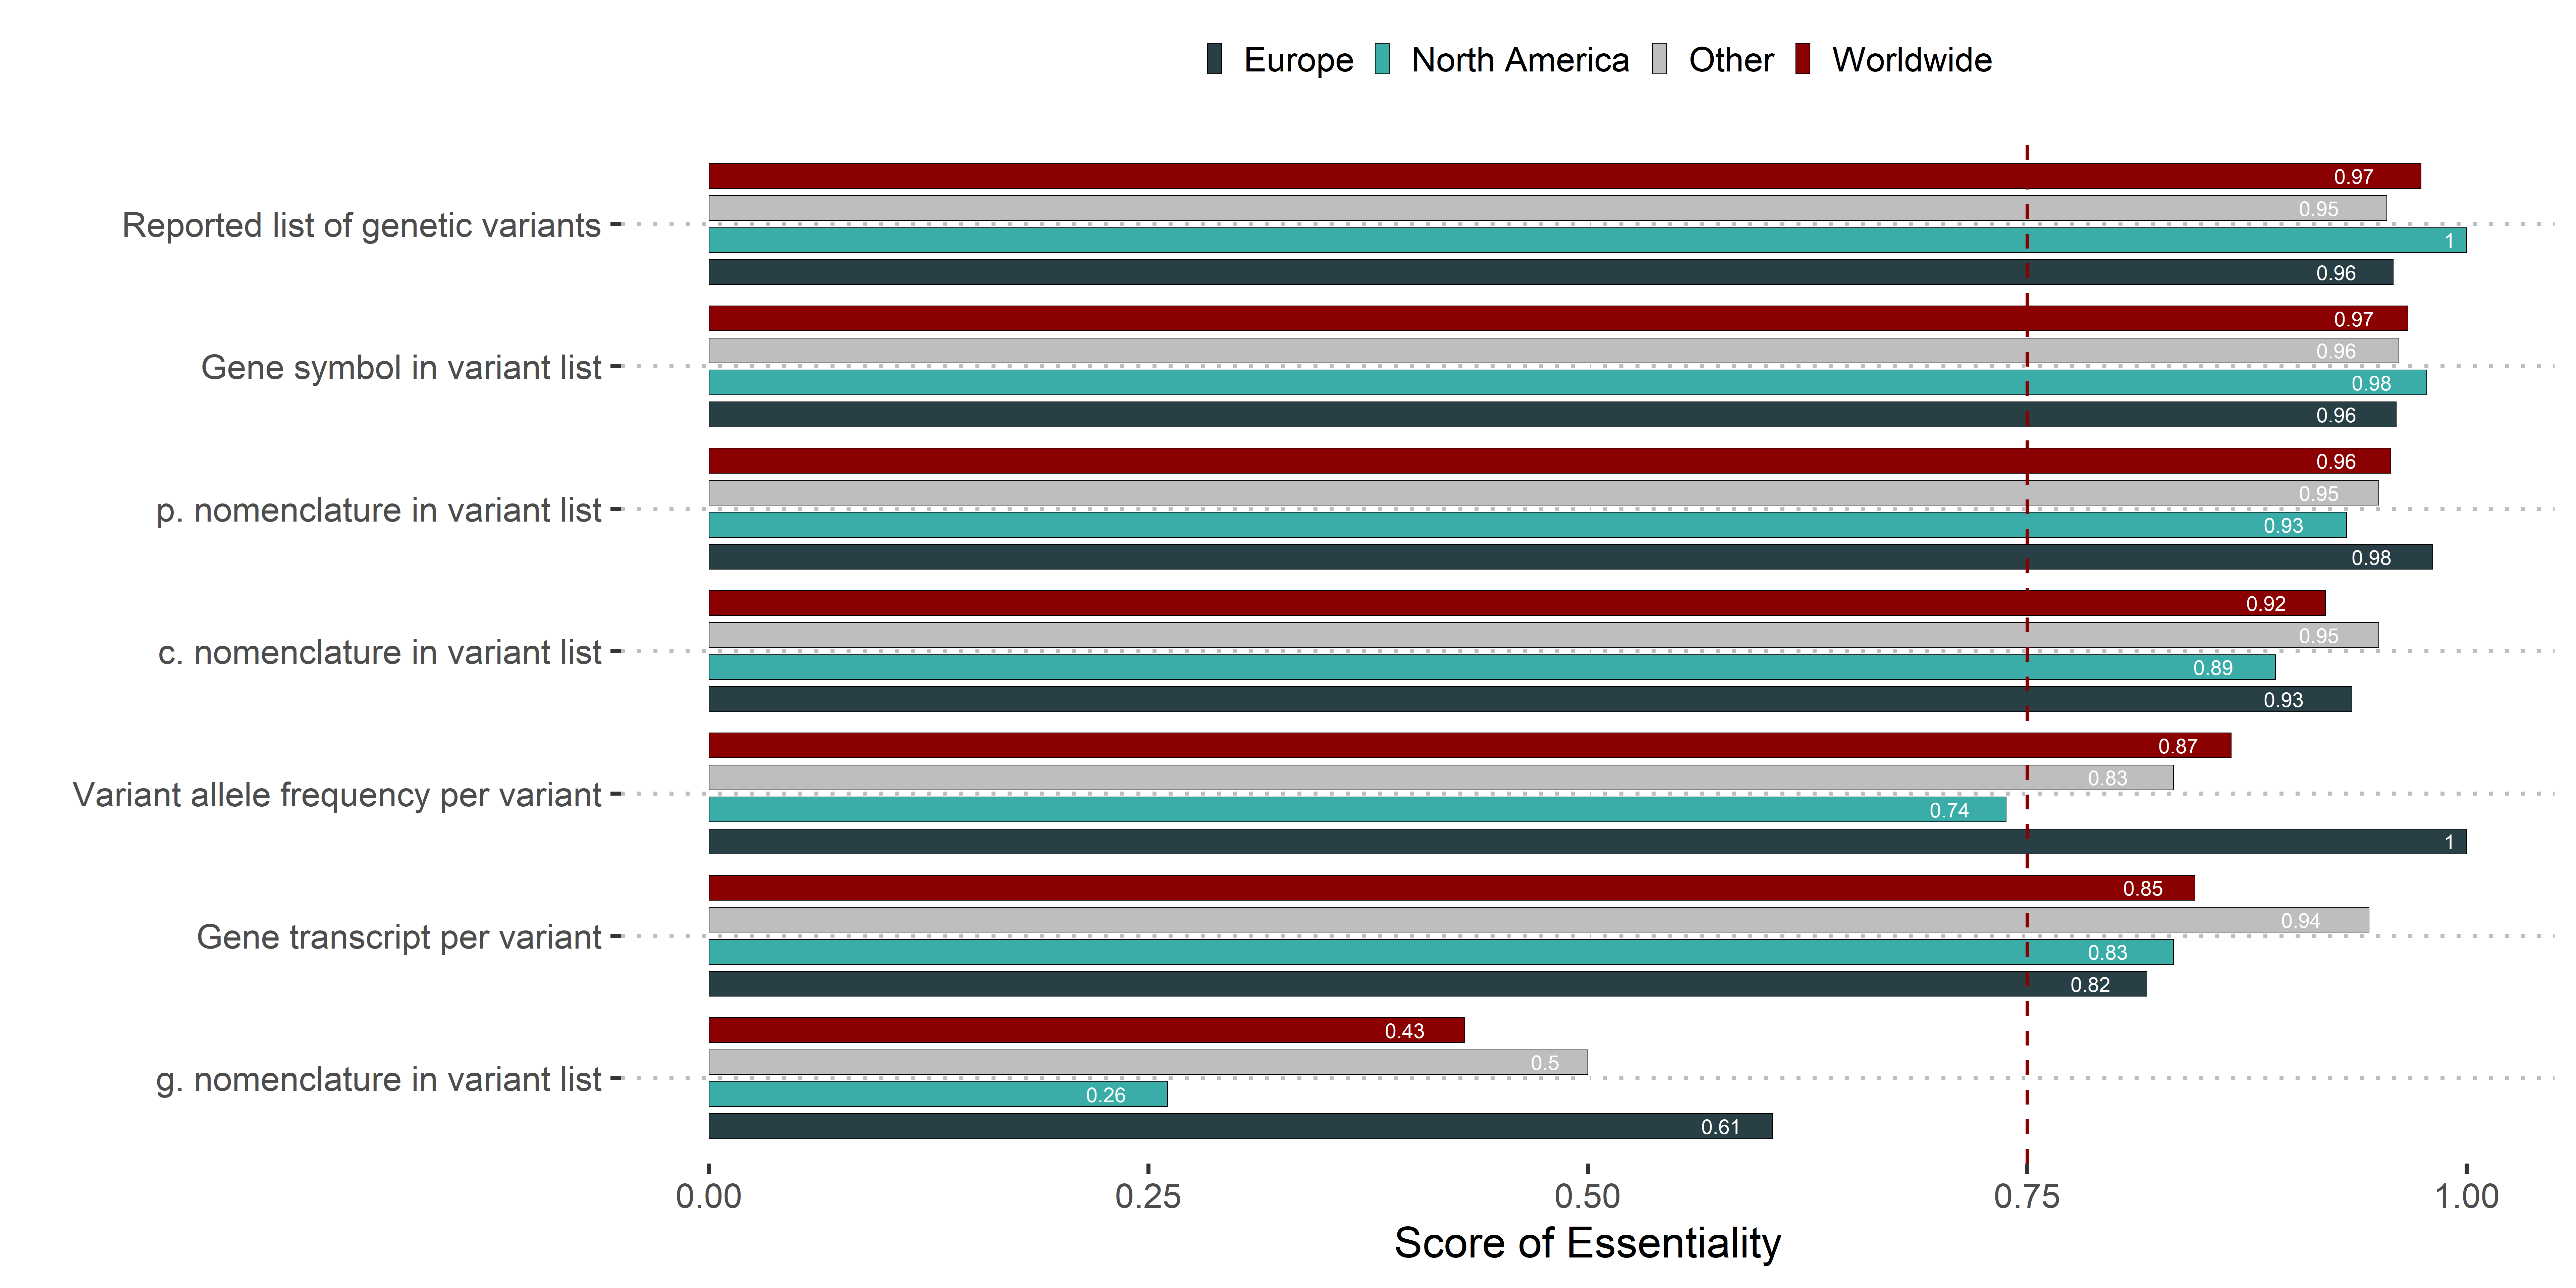 Europe North America Other Worldwide
Reported list of genetic variants
0.97
0.95
1
0.96
Gene symbol in variant list
0.97
0.96
0.98
0.96
p. nomenclature in variant list
0.96
0.95
0.93
0.98
c. nomenclature in variant list
0.92
0.95
0.89
0.93
Variant allele frequency per variant
0.87
0.83
0.74
1
Gene transcript per variant
0.85
0.94
0.83
0.82
g. nomenclature in variant list
0.43
0.5
0.26
0.61
0.00 0.25 0.50 0.75 1.00
Score of Essentiality